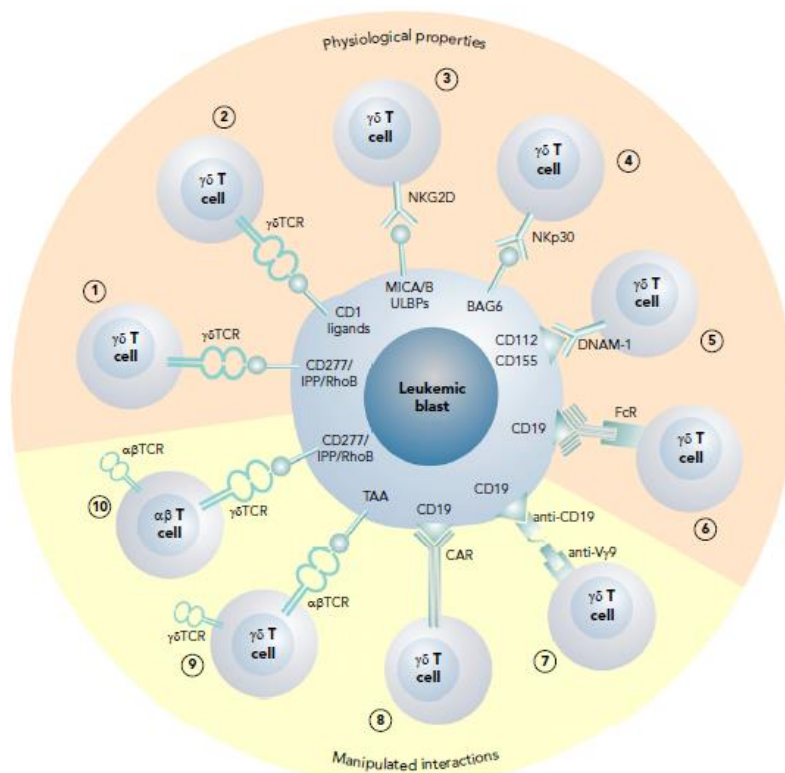 Physiological properties
①
γδ T
cell
γδTCR
CD277/
IPP/RhoB
②
γδ T
cell
γδTCR
CD1
ligands
③
γδ T
cell
NKG2D
MICA/B
ULBPs
④
γδ T
cell
NKp30
BAG6
⑤
γδ T
cell
DNAM-1
CD112
CD155
⑥
γδ T
cell
FcR
CD19
Leukemic
blast
⑦
γδ T
cell
anti-Vγ9
anti-CD19
CD19
⑧
γδ T
cell
CAR
CD19
⑨
γδ T
cell
γδTCR
αβTCR
TAA
⑩
αβ T
cell
αβTCR
γδTCR
CD277/
IPP/RhoB
Manipulated interactions